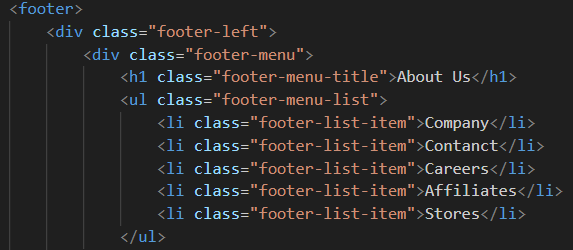 <footer>
<div class="footer-left">
<div class="footer-menu">
<h1 class="footer-menu-title">About Us</h1>
<ul class="footer-menu-list">
<li class="footer-list-item">Company</li>
<li class="footer-list-item">Contanct</li>
<li class="footer-list-item">Careers</li>
<li class="footer-list-item">Affiliates</li>
<li class="footer-list-item">Stores</li>
</ul>